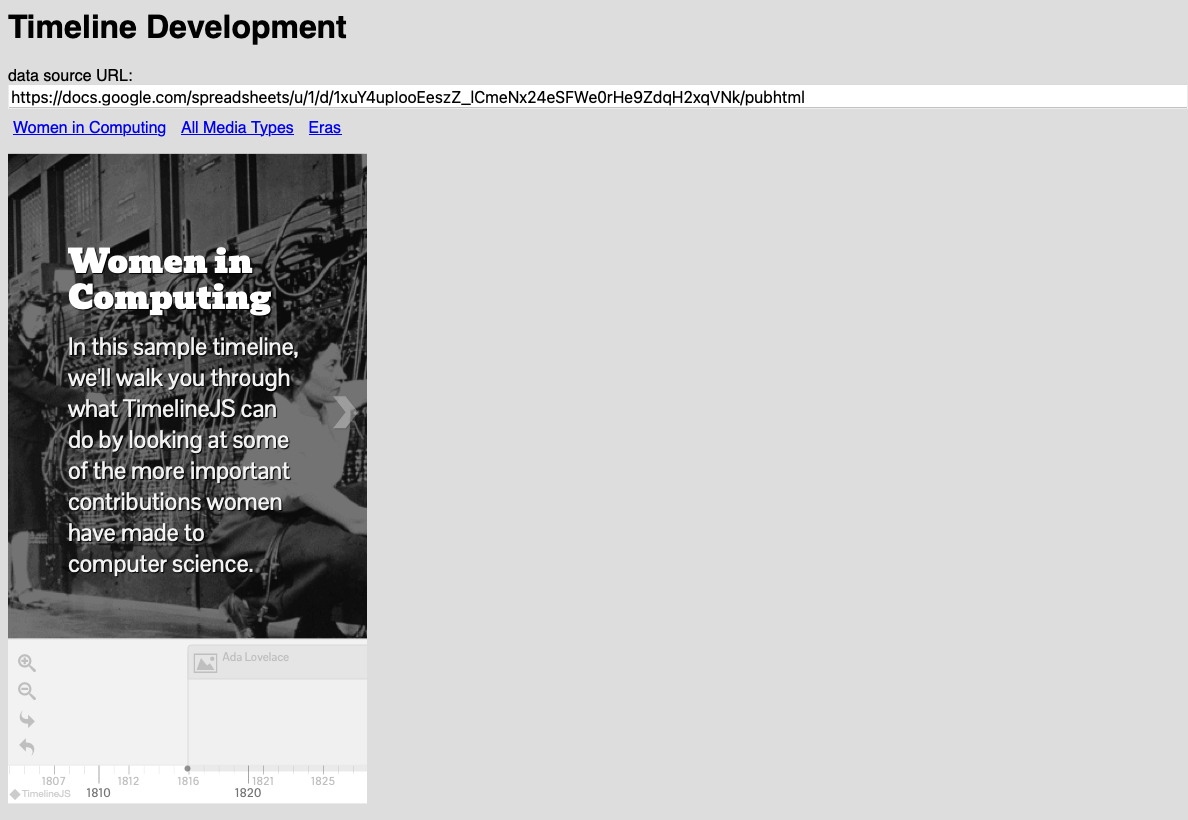 Timeline Development
data source URL:
https://docs.google.com/spreadsheets/u/1/d/1xuY4upIooEeszZ_lCmeNx24eSFWe0rHe9ZdqH2xqVNk/pubhtml
Women in Computing All Media Types Eras
Women in
Computing
In this sample timeline,
we'll walk you through
what TimelineJS can
do by looking at some
of the more important
contributions women
have made to
computer science.
Ada Lovelace
1807 1812 1816 1821 1825
TimelineJS 1810 1820